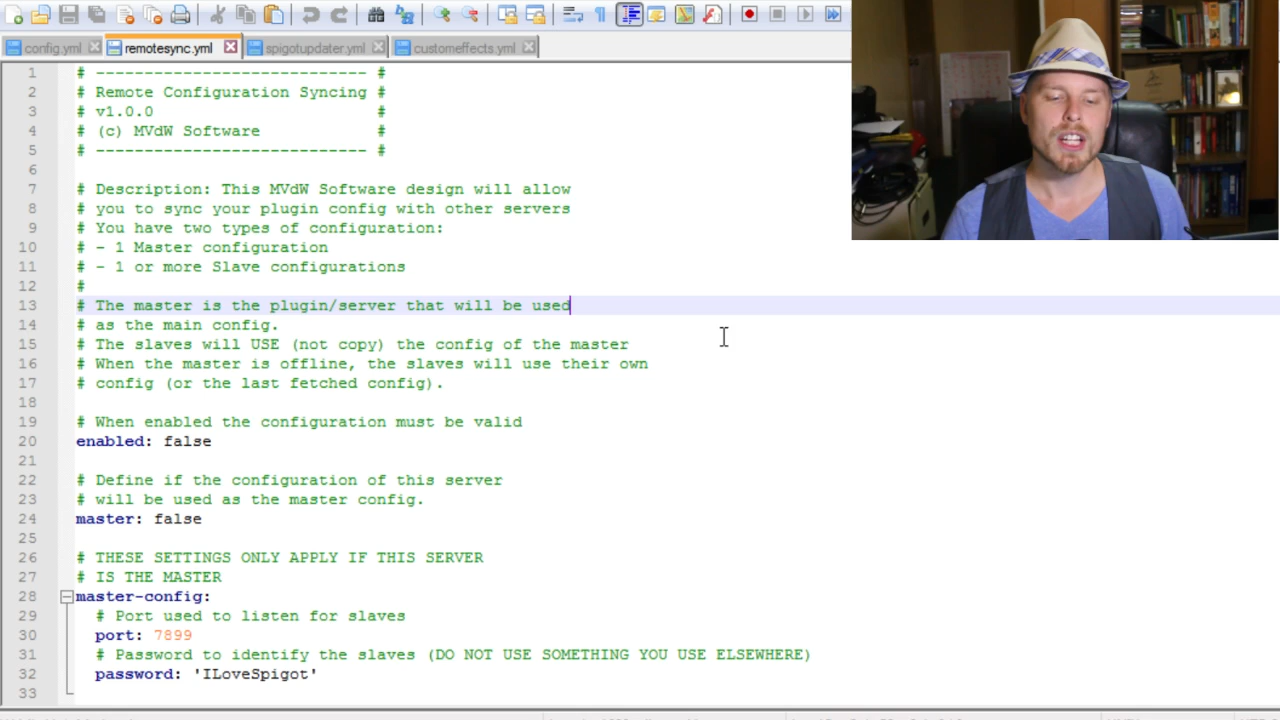 config.yml
remotesync.yml
spigotupdater.yml
customeffects.yml
1 # ---------------------------- #
2 # Remote Configuration Syncing #
3 # v1.0.0 #
4 # (c) MVdW Software #
5 # ---------------------------- #
6
7 # Description: This MVdW Software design will allow
8 # you to sync your plugin config with other servers
9 # You have two types of configuration:
10 # - 1 Master configuration
11 # - 1 or more Slave configurations
12 #
13 # The master is the plugin/server that will be used
14 # as the main config.
15 # The slaves will USE (not copy) the config of the master
16 # When the master is offline, the slaves will use their own
17 # config (or the last fetched config).
18
19 # When enabled the configuration must be valid
20 enabled: false
21
22 # Define if the configuration of this server
23 # will be used as the master config.
24 master: false
25
26 # THESE SETTINGS ONLY APPLY IF THIS SERVER
27 # IS THE MASTER
28 master-config:
29 # Port used to listen for slaves
30 port: 7899
31 # Password to identify the slaves (DO NOT USE SOMETHING YOU USE ELSEWHERE)
32 password: 'ILoveSpigot'
33